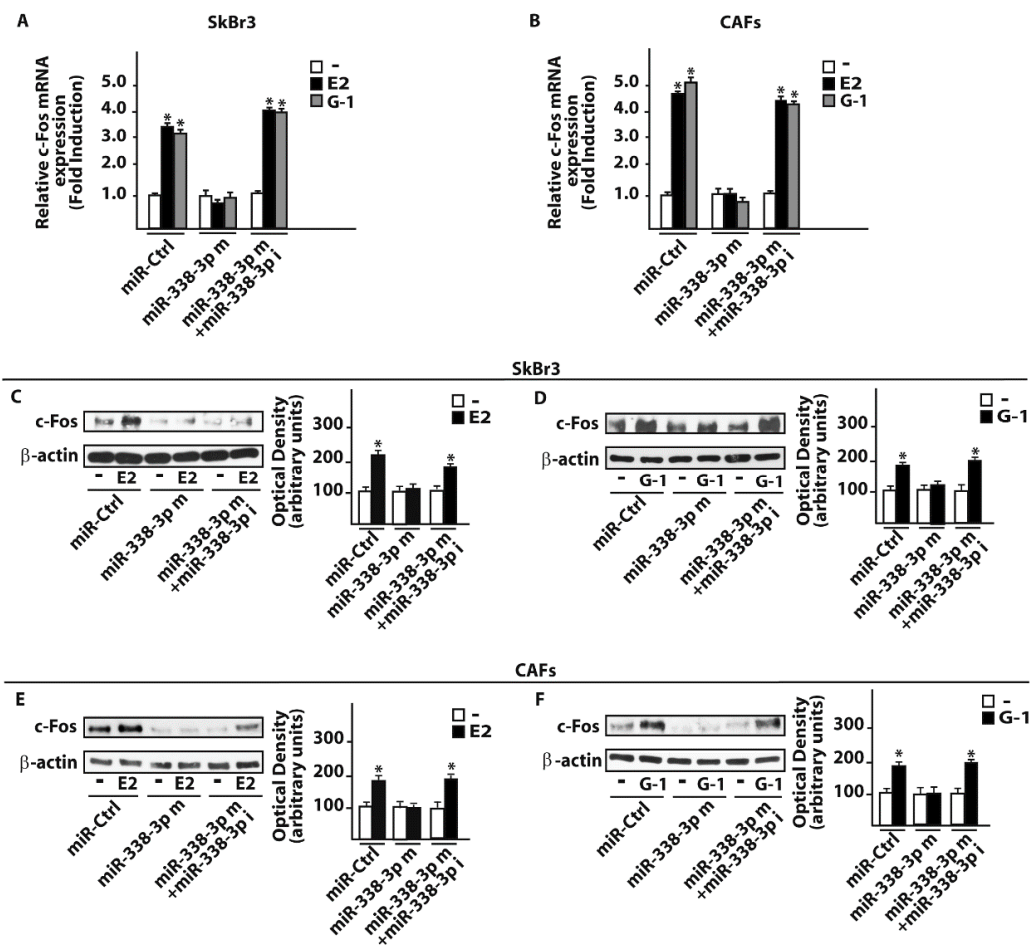 A
SkBr3
Relative c-Fos mRNA
expression
(Fold Induction)
5.0
4.0
3.0
2.0
1.0
* * * *
-
E2
G-1
miR-Ctrl
miR-338-3p m
miR-338-3p m
+miR-338-3p i
B
CAFs
Relative c-Fos mRNA
expression
(Fold Induction)
5.0
4.0
3.0
2.0
1.0
* * * *
-
E2
G-1
miR-Ctrl
miR-338-3p m
miR-338-3p m
+miR-338-3p i
SkBr3
C
c-Fos
β-actin
- E2 - E2 - E2
miR-Ctrl
miR-338-3p m
miR-338-3p m
+miR-338-3p i
Optical Density
(arbitrary units)
300
200
100
* *
-
E2
miR-Ctrl
miR-338-3p m
miR-338-3p m
+miR-338-3p i
D
c-Fos
β-actin
- G-1 - G-1 - G-1
miR-Ctrl
miR-338-3p m
miR-338-3p m
+miR-338-3p i
Optical Density
(arbitrary units)
300
200
100
* *
-
G-1
miR-Ctrl
miR-338-3p m
miR-338-3p m
+miR-338-3p i
CAFs
E
c-Fos
β-actin
- E2 - E2 - E2
miR-Ctrl
miR-338-3p m
miR-338-3p m
+miR-338-3p i
Optical Density
(arbitrary units)
300
200
100
* *
-
E2
miR-Ctrl
miR-338-3p m
miR-338-3p m
+miR-338-3p i
F
c-Fos
β-actin
- G-1 - G-1 - G-1
miR-Ctrl
miR-338-3p m
miR-338-3p m
+miR-338-3p i
Optical Density
(arbitrary units)
300
200
100
* *
-
G-1
miR-Ctrl
miR-338-3p m
miR-338-3p m
+miR-338-3p i